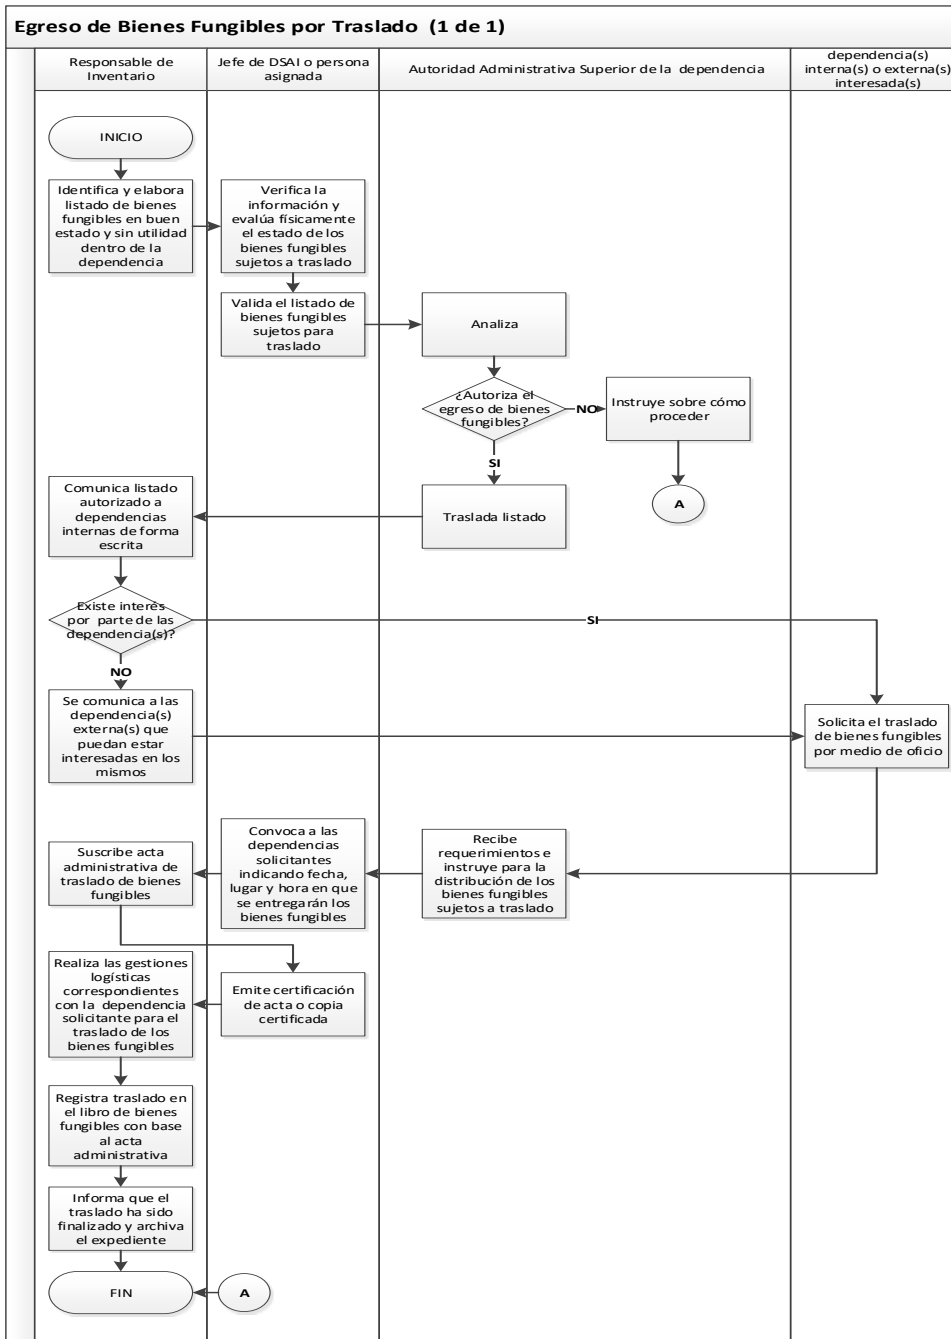 Egreso de Bienes Fungibles por Traslado (1 de 1)
Responsable de
Inventario
Jefe de DSAI o persona
asignada
Autoridad Administrativa Superior de la dependencia
dependencia(s)
interna(s) o externa(s)
interesada(s)
INICIO
Identifica y elabora
listado de bienes
fungibles en buen
estado y sin utilidad
dentro de la
dependencia
Verifica la
información y
evalúa físicamente
el estado de los
bienes fungibles
sujetos a traslado
Valida el listado de
bienes fungibles
sujetos para
traslado
Analiza
¿Autoriza el
egreso de bienes
fungibles?
NO
Instruye sobre cómo
proceder
SI
A
Comunica listado
autorizado a
dependencias
internas de forma
escrita
Traslada listado
Existe interés
por parte de las
dependencia(s)?
SI
NO
Se comunica a las
dependencia(s)
externa(s) que
puedan estar
interesadas en los
mismos
Solicita el traslado
de bienes fungibles
por medio de oficio
Recibe
requerimientos e
instruye para la
distribución de los
bienes fungibles
sujetos a traslado
Convoca a las
dependencias
solicitantes
indicando fecha,
lugar y hora en que
se entregarán los
bienes fungibles
Suscribe acta
administrativa de
traslado de bienes
fungibles
Emite certificación
de acta o copia
certificada
Realiza las gestiones
logísticas
correspondientes
con la dependencia
solicitante para el
traslado de los
bienes fungibles
Registra traslado en
el libro de bienes
fungibles con base
al acta
administrativa
Informa que el
traslado ha sido
finalizado y archiva
el expediente
FIN
A